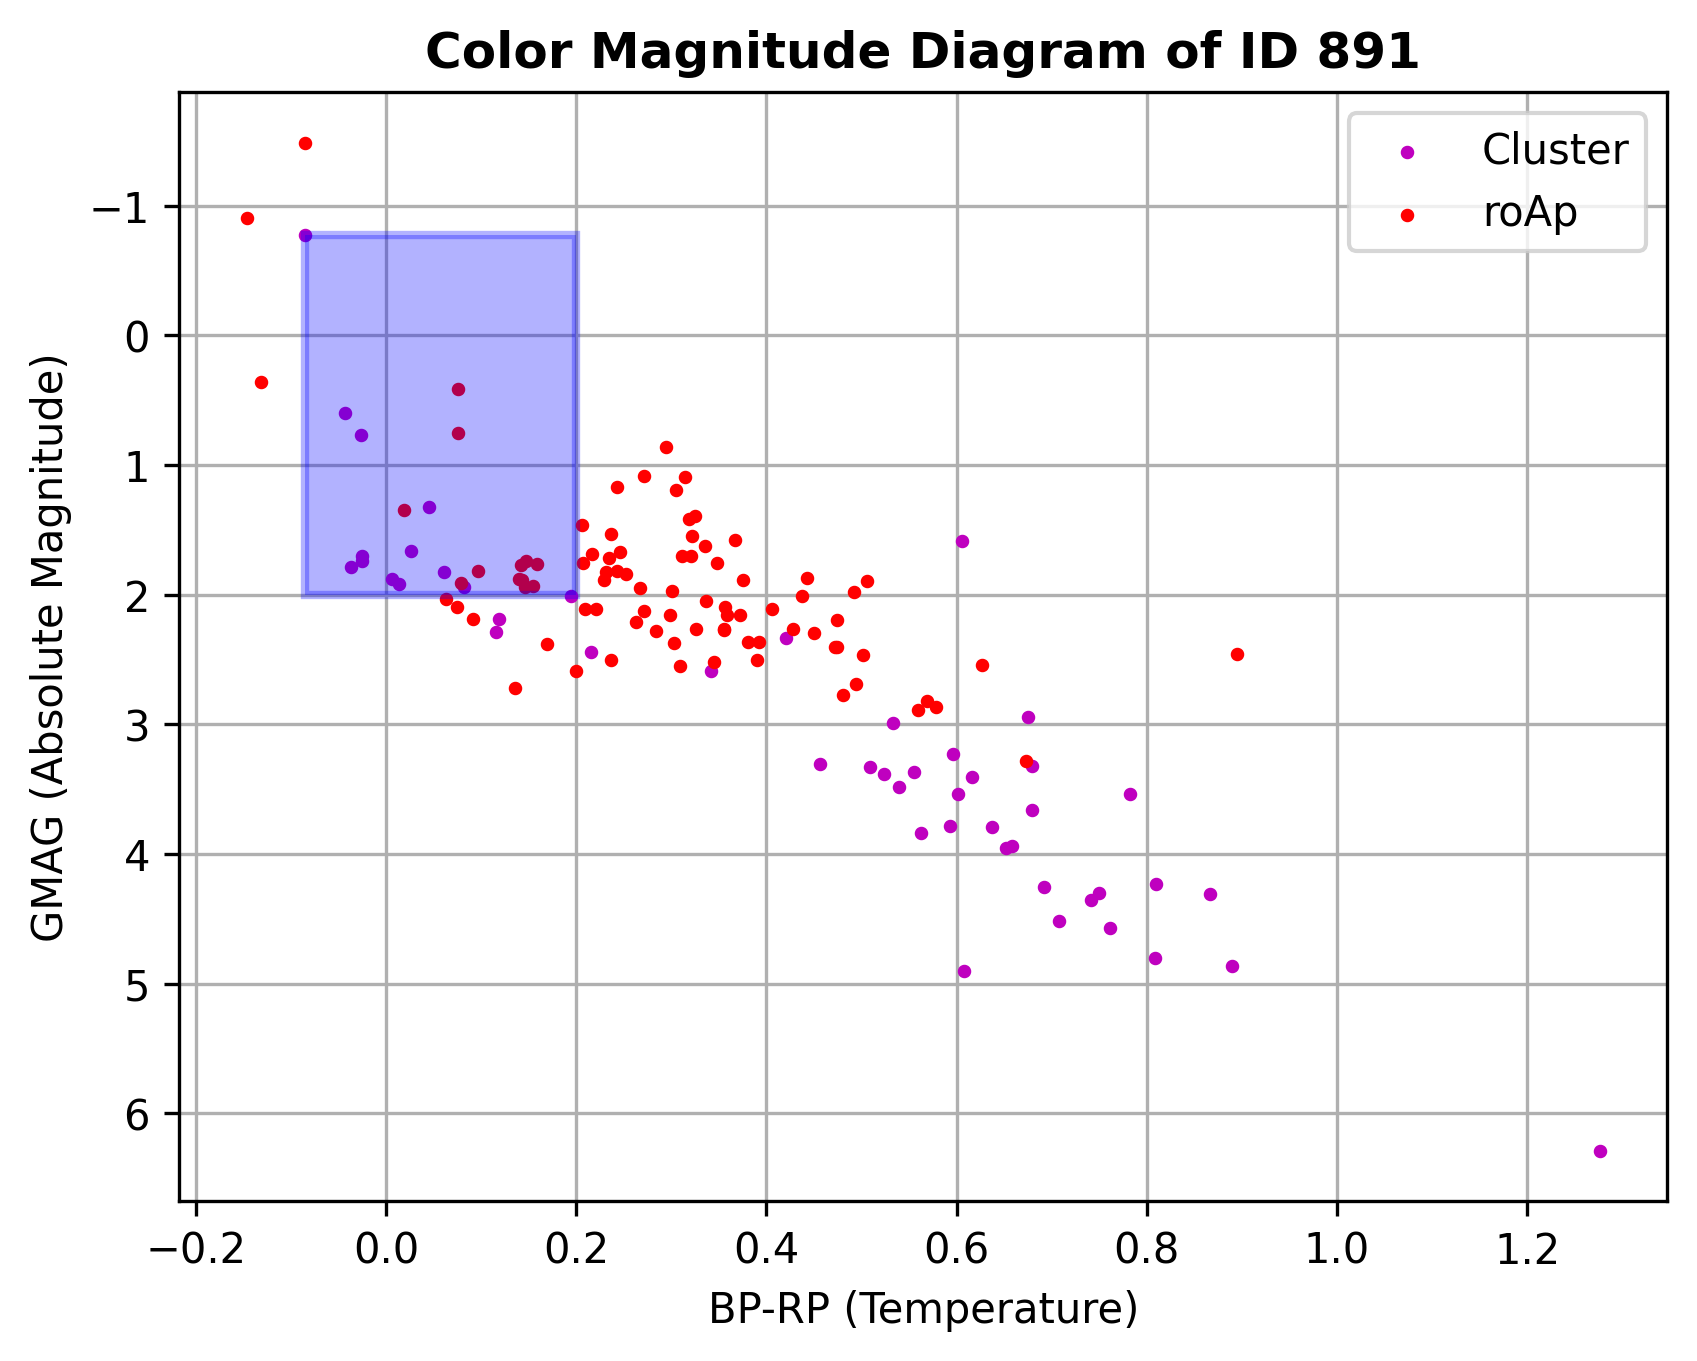 Color Magnitude Diagram of ID 891
Cluster
roAp
GMAG (Absolute Magnitude)
−1
0
1
2
3
4
5
6
−0.2 0.0 0.2 0.4 0.6 0.8 1.0 1.2
BP-RP (Temperature)